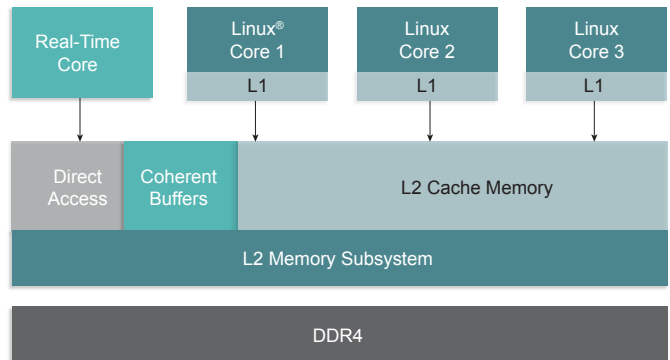 Real-Time
Core
Linux®
Core 1
L1
Linux
Core 2
L1
Linux
Core 3
L1
Direct
Access
Coherent
Buffers
L2 Cache Memory
L2 Memory Subsystem
DDR4